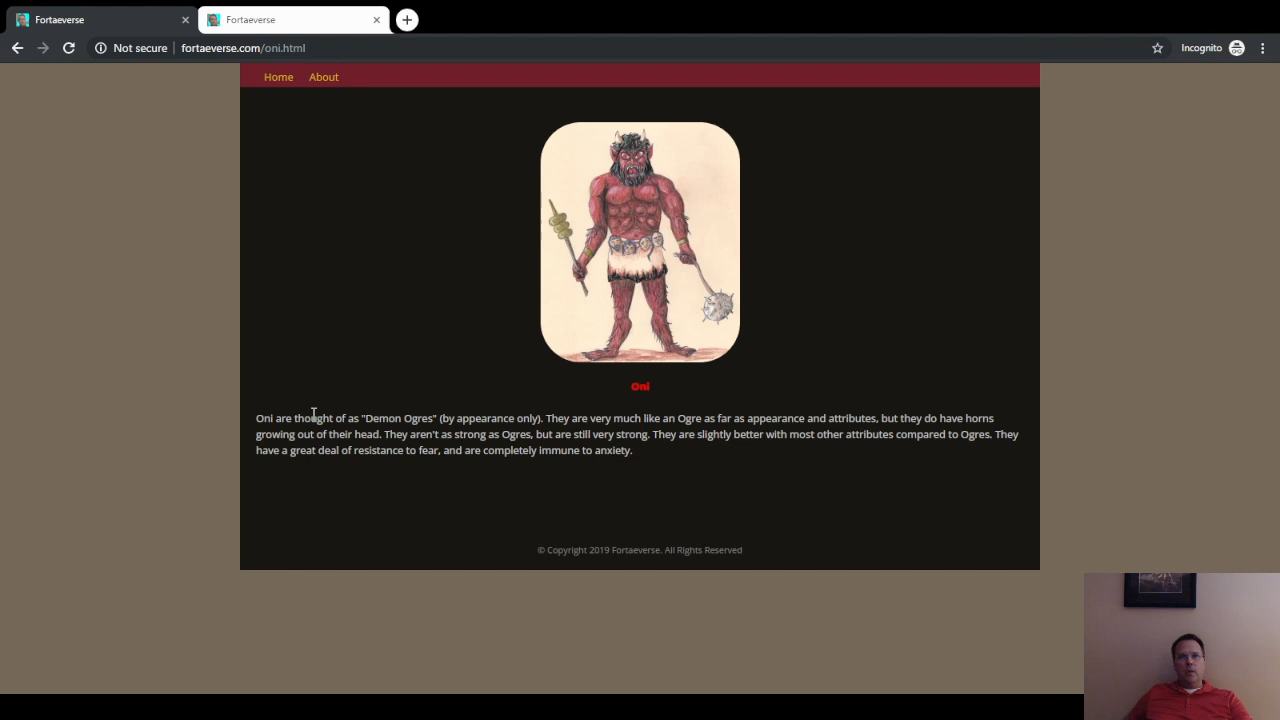 Fortaeverse
Fortaeverse
Not secure fortaeverse.com/oni.html
Incognito
Home About
Oni
Oni are thought of as "Demon Ogres" (by appearance only). They are very much like an Ogre as far as appearance and attributes, but they do have horns
growing out of their head. They aren't as strong as Ogres, but are still very strong. They are slightly better with most other attributes compared to Ogres. They
have a great deal of resistance to fear, and are completely immune to anxiety.
© Copyright 2019 Fortaeverse. All Rights Reserved